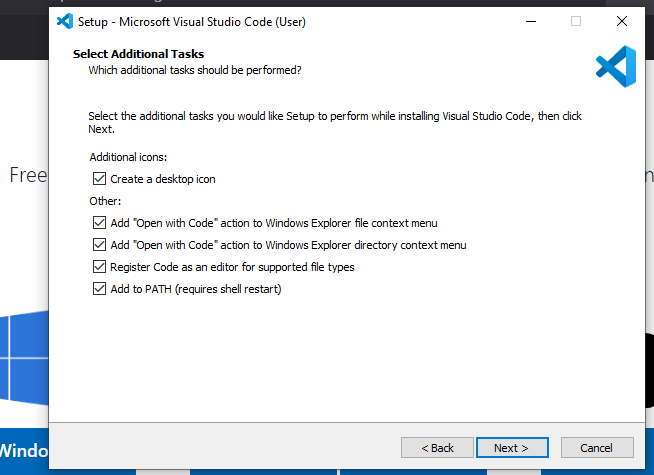 Setup - Microsoft Visual Studio Code (User)
Select Additional Tasks
Which additional tasks should be performed?
Select the additional tasks you would like Setup to perform while installing Visual Studio Code, then click
Next.
Additional icons:
Create a desktop icon
Other:
Add "Open with Code" action to Windows Explorer file context menu
Add "Open with Code" action to Windows Explorer directory context menu
Register Code as an editor for supported file types
Add to PATH (requires shell restart)
Free
Windo
< Back
Next >
Cancel